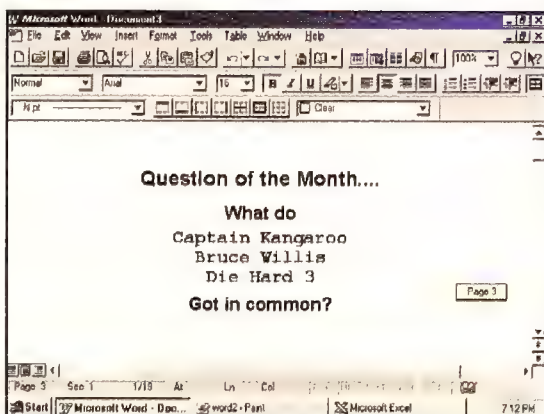 Microsoft Word - Document3
File Edit View Insert Format Tools Table Window Help
100%
Normal Arial 16 B I U
Clear
Question of the Month....
What do
Captain Kangaroo
Bruce Willis
Die Hard 3
Got in common?
Page 3
Page 3 Sec 1 1/18 At Ln Col
Start Microsoft Word - Doc... word2 - Paint Microsoft Excel 7:12 PM